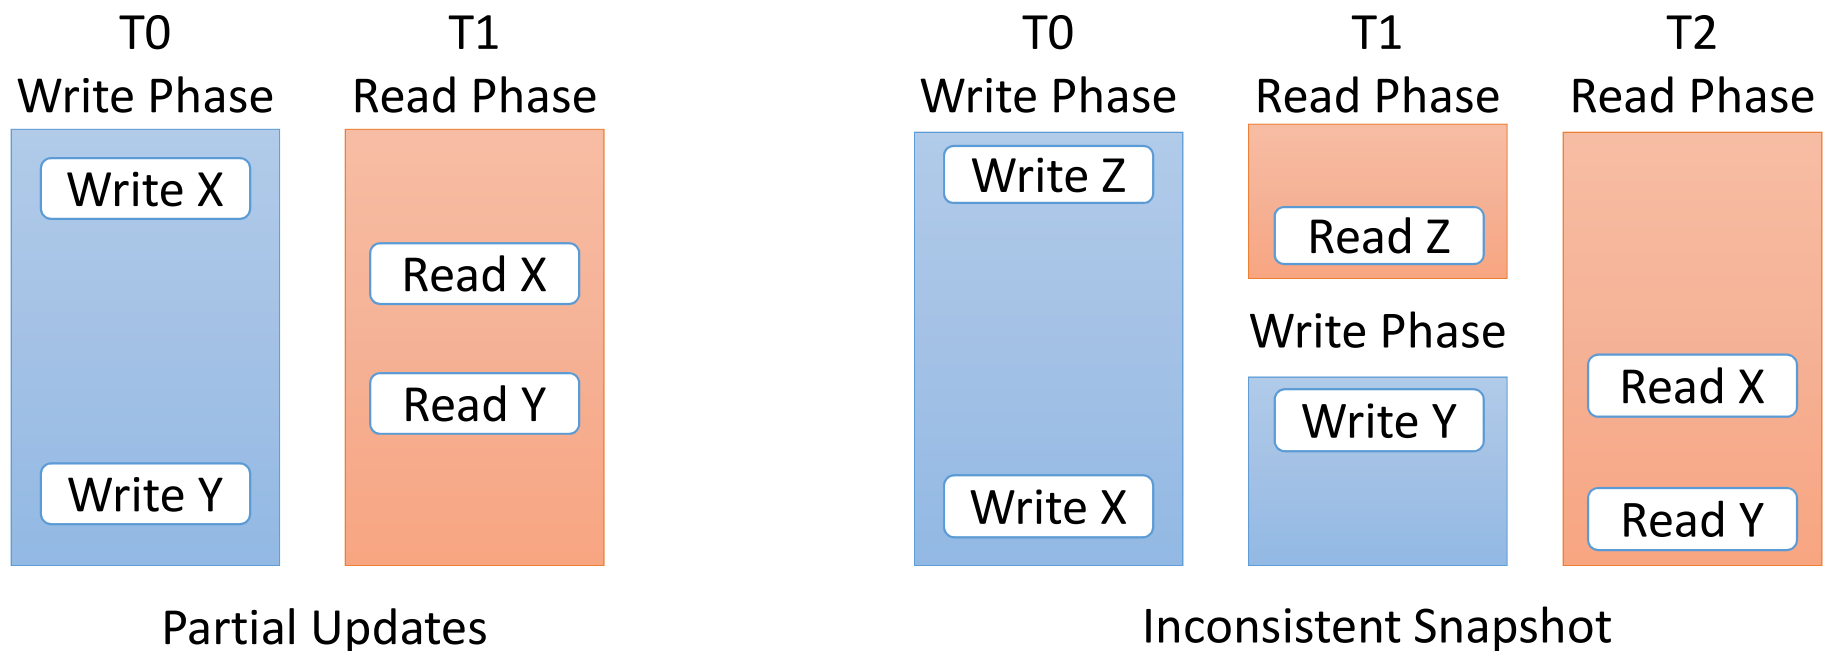 T0
Write Phase
Write X
Write Y
T1
Read Phase
Read X
Read Y
Partial Updates
T0
Write Phase
Write Z
Write X
T1
Read Phase
Read Z
Write Phase
Write Y
T2
Read Phase
Read X
Read Y
Inconsistent Snapshot